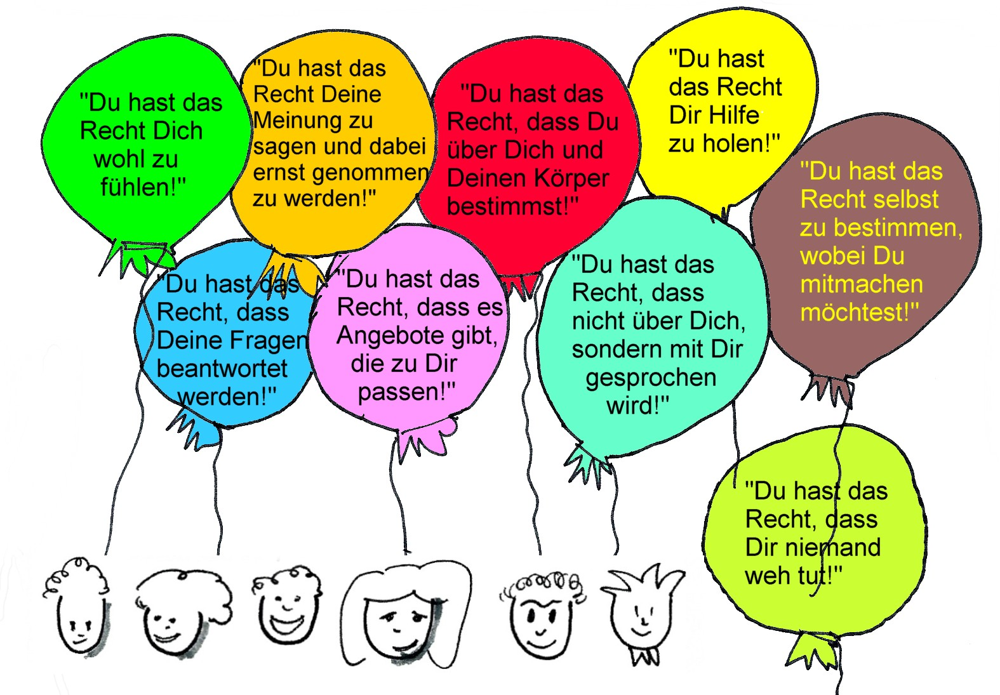 "Du hast das
Recht Dich
wohl zu
fühlen!"
"Du hast das
Recht Deine
Meinung zu
sagen und dabei
ernst genommen
zu werden!"
"Du hast das
Recht, dass Du
über Dich und
Deinen Körper
bestimmst!"
"Du hast
das Recht
Dir Hilfe
zu holen!"
"Du hast das
Recht selbst
zu bestimmen,
wobei Du
mitmachen
möchtest!"
"Du hast das
Recht, dass
Deine Fragen
beantwortet
werden!"
"Du hast das
Recht, dass es
Angebote gibt,
die zu Dir
passen!"
"Du hast das
Recht, dass
nicht über Dich,
sondern mit Dir
gesprochen
wird!"
"Du hast das
Recht, dass
Dir niemand
weh tut!"